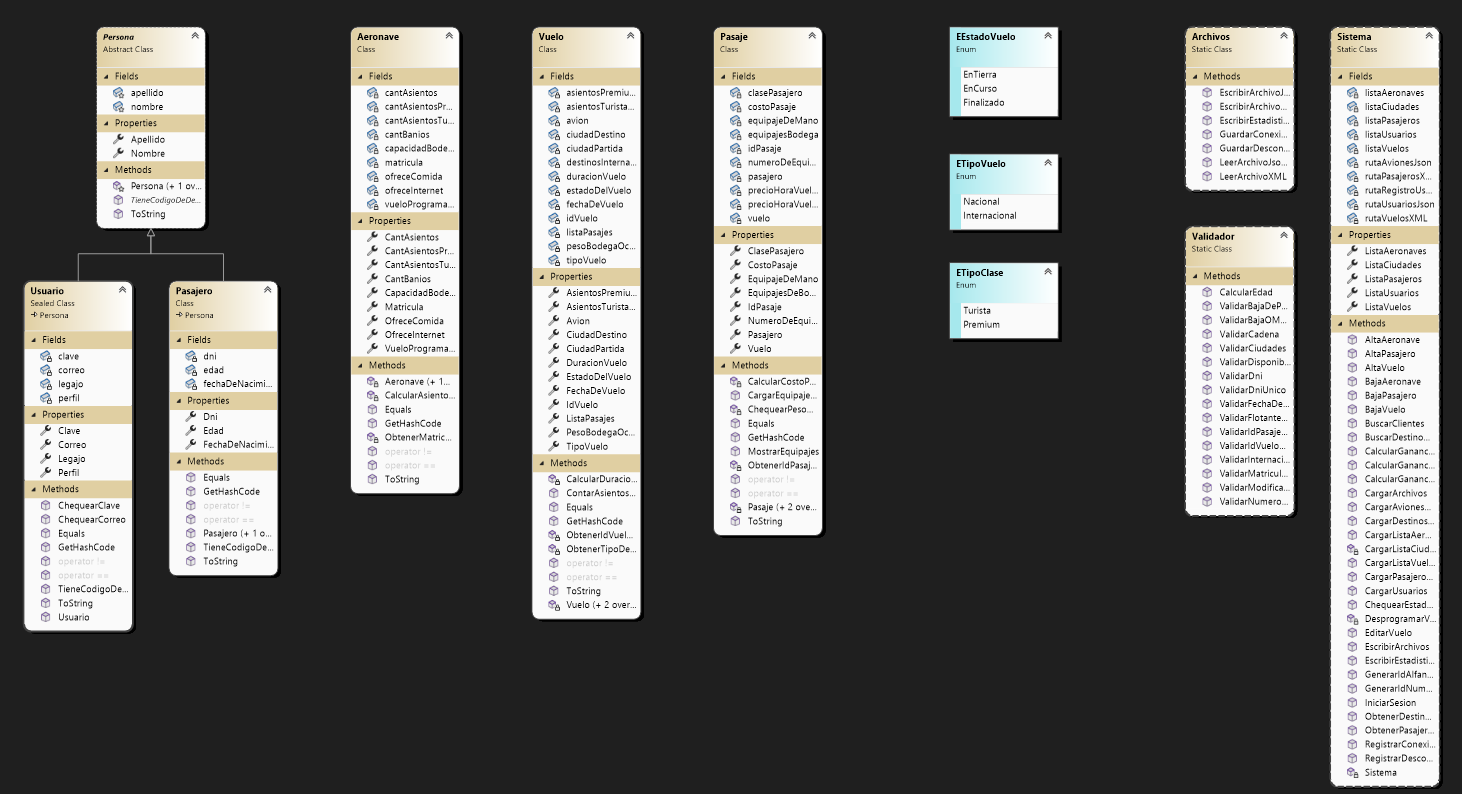 Persona
Abstract Class
Fields
apellido
nombre
Properties
Apellido
Nombre
Methods
Persona (+ 1 ov...
TieneCodigoDeDe...
ToString
Usuario
Sealed Class
Persona
Fields
clave
correo
legajo
perfil
Properties
Clave
Correo
Legajo
Perfil
Methods
ChequearClave
ChequearCorreo
Equals
GetHashCode
operator !=
operator ==
TieneCodigoDe...
ToString
Usuario
Pasajero
Class
Persona
Fields
dni
edad
fechaDeNacimi...
Properties
Dni
Edad
FechaDeNacimi...
Methods
Equals
GetHashCode
operator !=
operator ==
Pasajero (+ 1 o...
TieneCodigoDe...
ToString
Aeronave
Class
Fields
cantAsientos
cantAsientosPr...
cantAsientosTu...
cantBanios
capacidadBode...
matricula
ofreceComida
ofreceInternet
vueloPrograma...
Properties
CantAsientos
CantAsientosPr...
CantAsientosTu...
CantBanios
CapacidadBode...
Matricula
OfreceComida
OfreceInternet
VueloPrograma...
Methods
Aeronave (+ 1...
CalcularAsiento...
Equals
GetHashCode
ObtenerMatric...
operator !=
operator ==
ToString
Vuelo
Class
Fields
asientosPremiu...
asientosTurista...
avion
ciudadDestino
ciudadPartida
destinosInterna...
duracionVuelo
estadoDelVuelo
fechaDeVuelo
idVuelo
listaPasajes
pesoBodegaOc...
tipoVuelo
Properties
AsientosPremiu...
AsientosTurista...
Avion
CiudadDestino
CiudadPartida
DuracionVuelo
EstadoDelVuelo
FechaDeVuelo
IdVuelo
ListaPasajes
PesoBodegaOc...
TipoVuelo
Methods
CalcularDuracio...
ContarAsientos...
Equals
GetHashCode
ObtenerIdVuel...
ObtenerTipoDe...
operator !=
operator ==
ToString
Vuelo (+ 2 over...
Pasaje
Class
Fields
clasePasajero
costoPasaje
equipajeDeMano
equipajesBodega
idPasaje
numeroDeEqui...
pasajero
precioHoraVuel...
precioHoraVuel...
vuelo
Properties
ClasePasajero
CostoPasaje
EquipajeDeMano
EquipajesDeBo...
IdPasaje
NumeroDeEqui...
Pasajero
Vuelo
Methods
CalcularCostoP...
CargarEquipaje...
ChequearPeso...
Equals
GetHashCode
MostrarEquipajes
ObtenerIdPasaj...
operator !=
operator ==
Pasaje (+ 2 ove...
ToString
EEstadoVuelo
Enum
EnTierra
EnCurso
Finalizado
ETipoVuelo
Enum
Nacional
Internacional
ETipoClase
Enum
Turista
Premium
Archivos
Static Class
Methods
EscribirArchivoJ...
EscribirArchivo...
EscribirEstadisti...
GuardarConexi...
GuardarDescon...
LeerArchivoJso...
LeerArchivoXML
Validador
Static Class
Methods
CalcularEdad
ValidarBajaDeP...
ValidarBajaOM...
ValidarCadena
ValidarCiudades
ValidarDisponib...
ValidarDni
ValidarDniUnico
ValidarFechaDe...
ValidarFlotante...
ValidarIdPasaje...
ValidarIdVuelo...
ValidarInternaci...
ValidarMatricul...
ValidarModifica...
ValidarNumero...
Sistema
Static Class
Fields
listaAeronaves
listaCiudades
listaPasajeros
listaUsuarios
listaVuelos
rutaAvionesJson
rutaPasajerosX...
rutaRegistroUs...
rutaUsuariosJson
rutaVuelosXML
Properties
ListaAeronaves
ListaCiudades
ListaPasajeros
ListaUsuarios
ListaVuelos
Methods
AltaAeronave
AltaPasajero
AltaVuelo
BajaAeronave
BajaPasajero
BajaVuelo
BuscarClientes
BuscarDestino...
CalcularGananc...
CalcularGananc...
CalcularGananc...
CargarArchivos
CargarAviones...
CargarDestinos...
CargarListaAer...
CargarListaCiud...
CargarListaVuel...
CargarPasajero...
CargarUsuarios
ChequearEstad...
DesprogramarV...
EditarVuelo
EscribirArchivos
EscribirEstadisti...
GenerarIdAlfan...
GenerarIdNum...
IniciarSesion
ObtenerDestin...
ObtenerPasajer...
RegistrarConexi...
RegistrarDesco...
Sistema